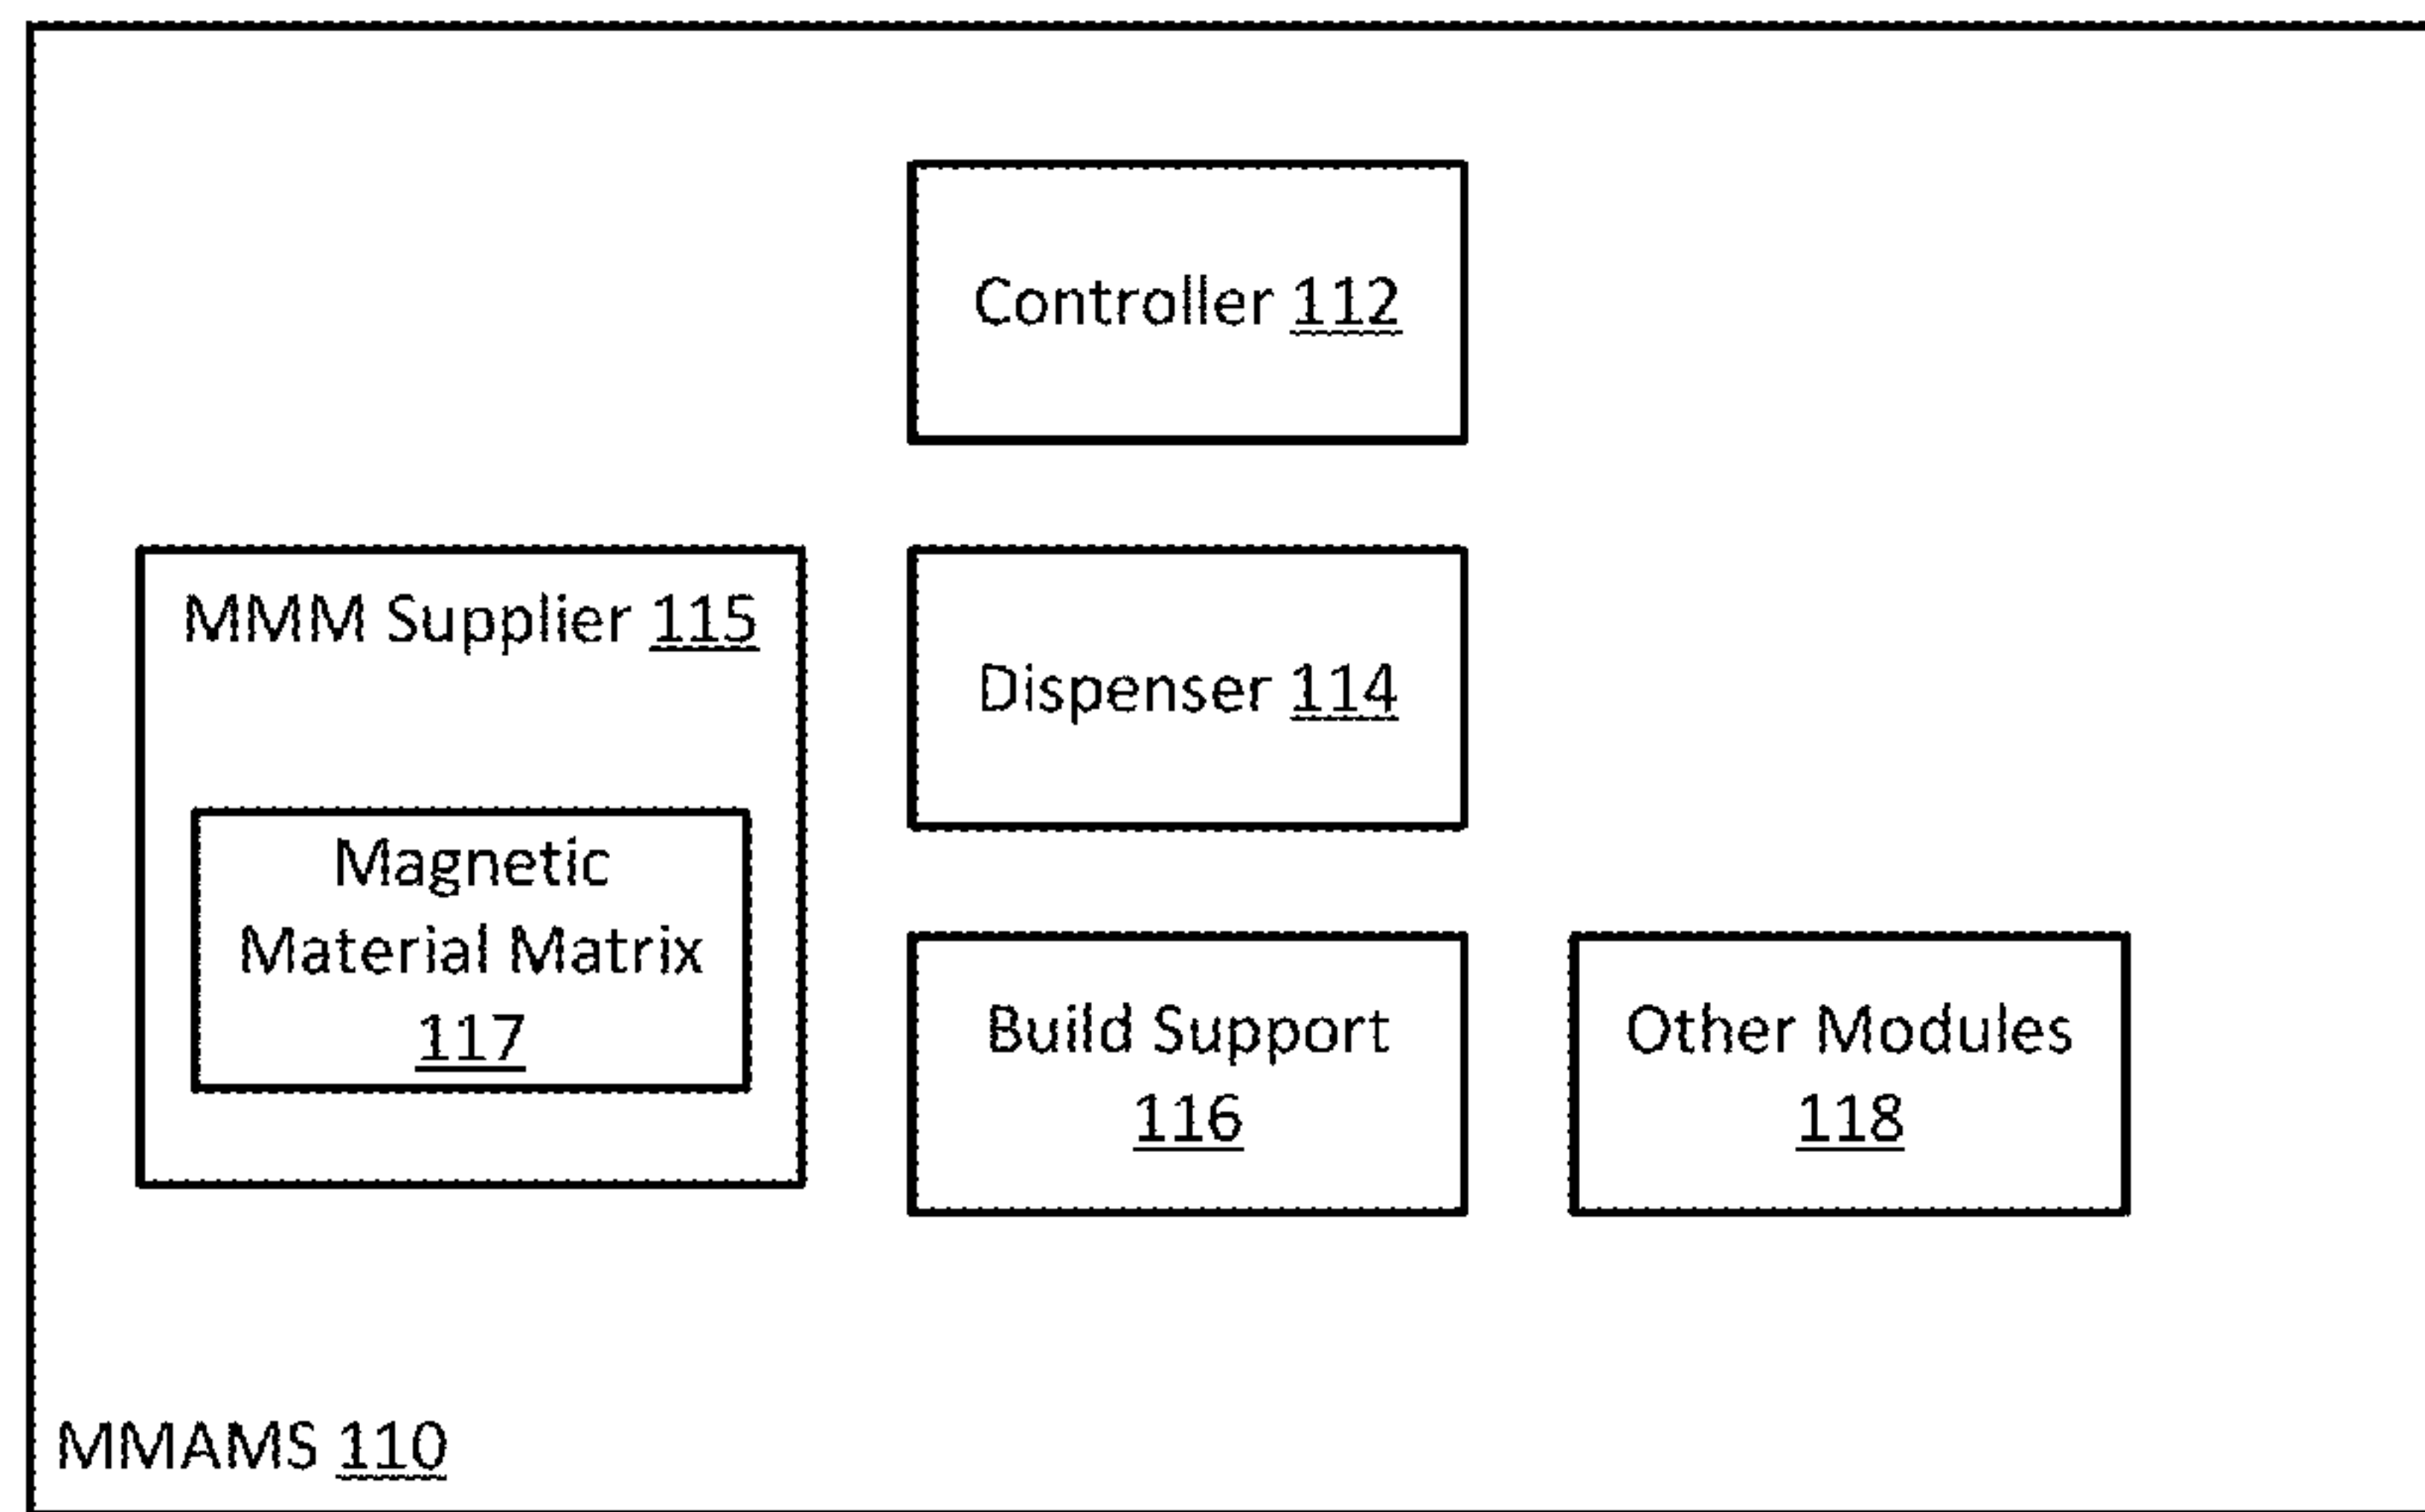 Controller 112
MMM Supplier 115
Dispenser 114
Magnetic
Material Matrix
117
Build Support
116
Other Modules
118
MMAMS 110